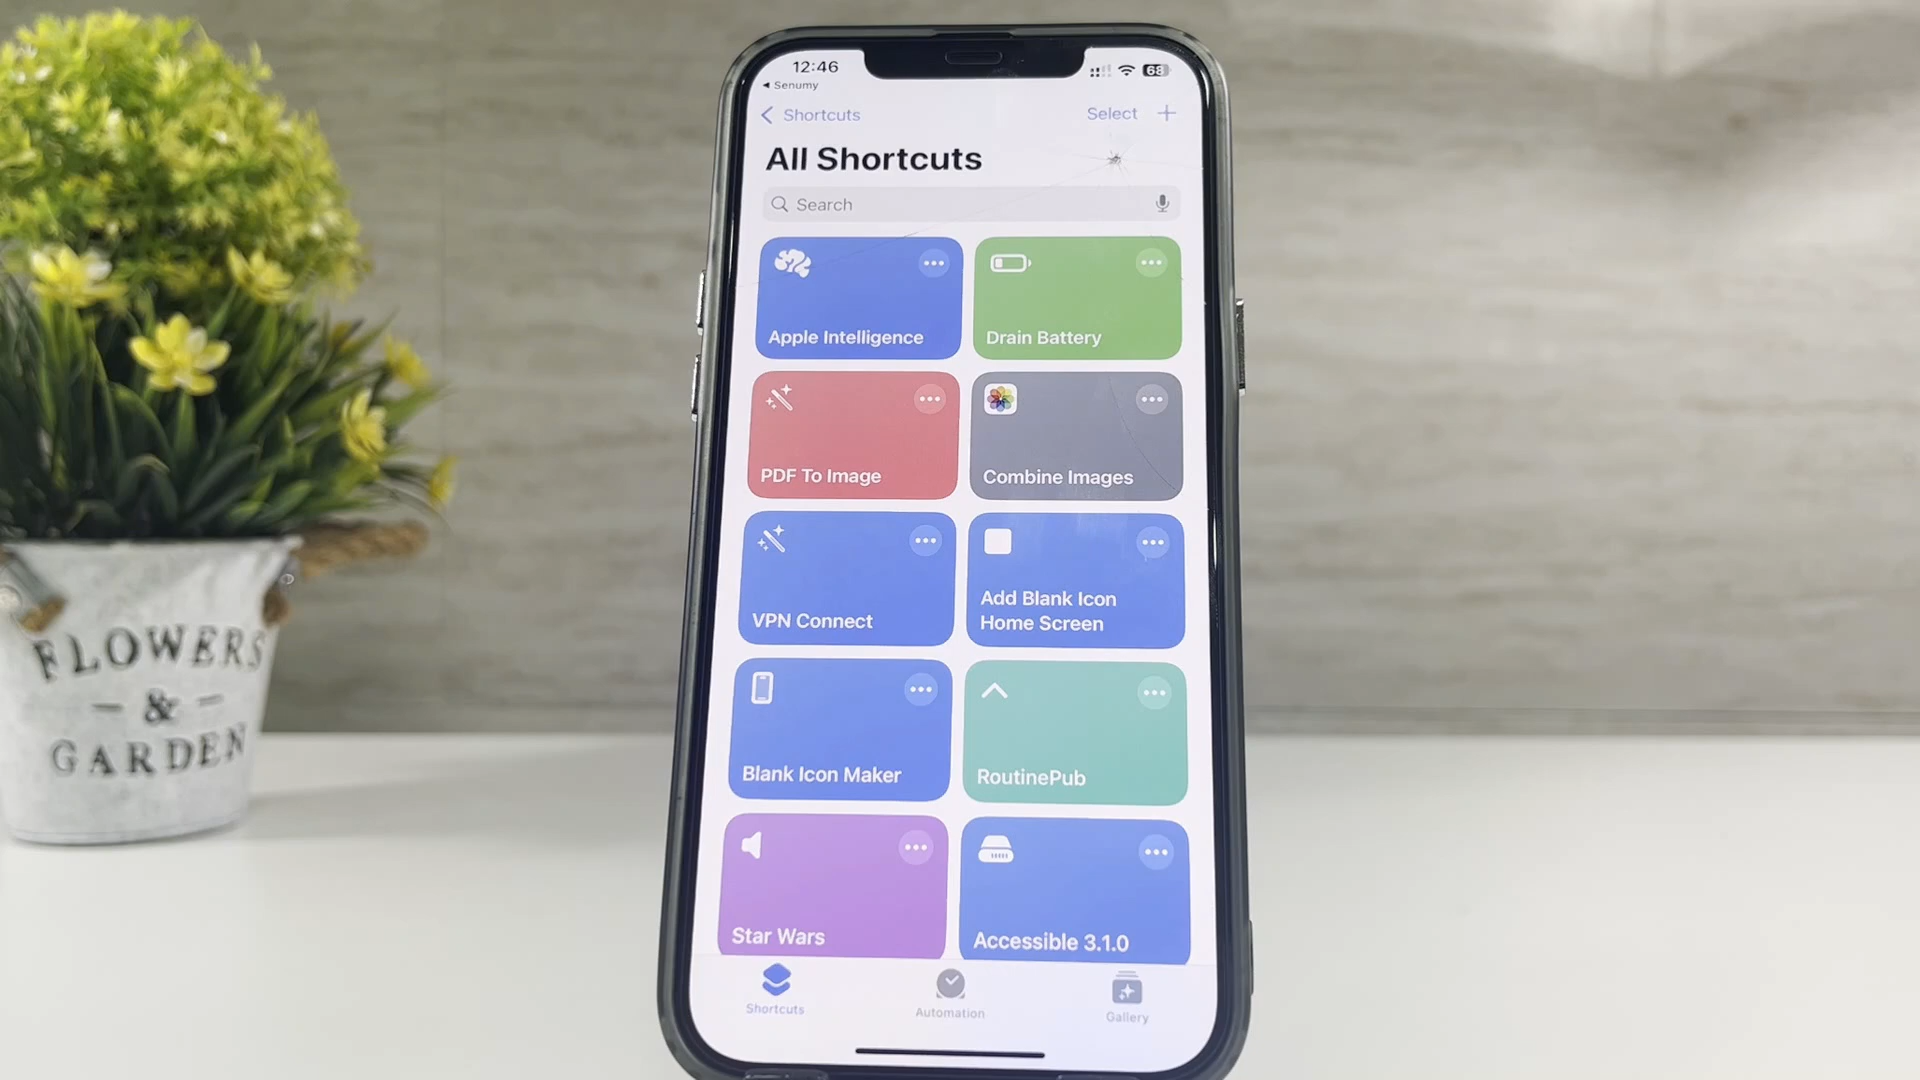 12:46
68
Senumy
Shortcuts
Select
All Shortcuts
Search
Apple Intelligence
Drain Battery
PDF To Image
Combine Images
VPN Connect
Add Blank Icon
Home Screen
Blank Icon Maker
RoutinePub
Star Wars
Accessible 3.1.0
Shortcuts
Automation
Gallery
FLOWERS
&
GARDEN